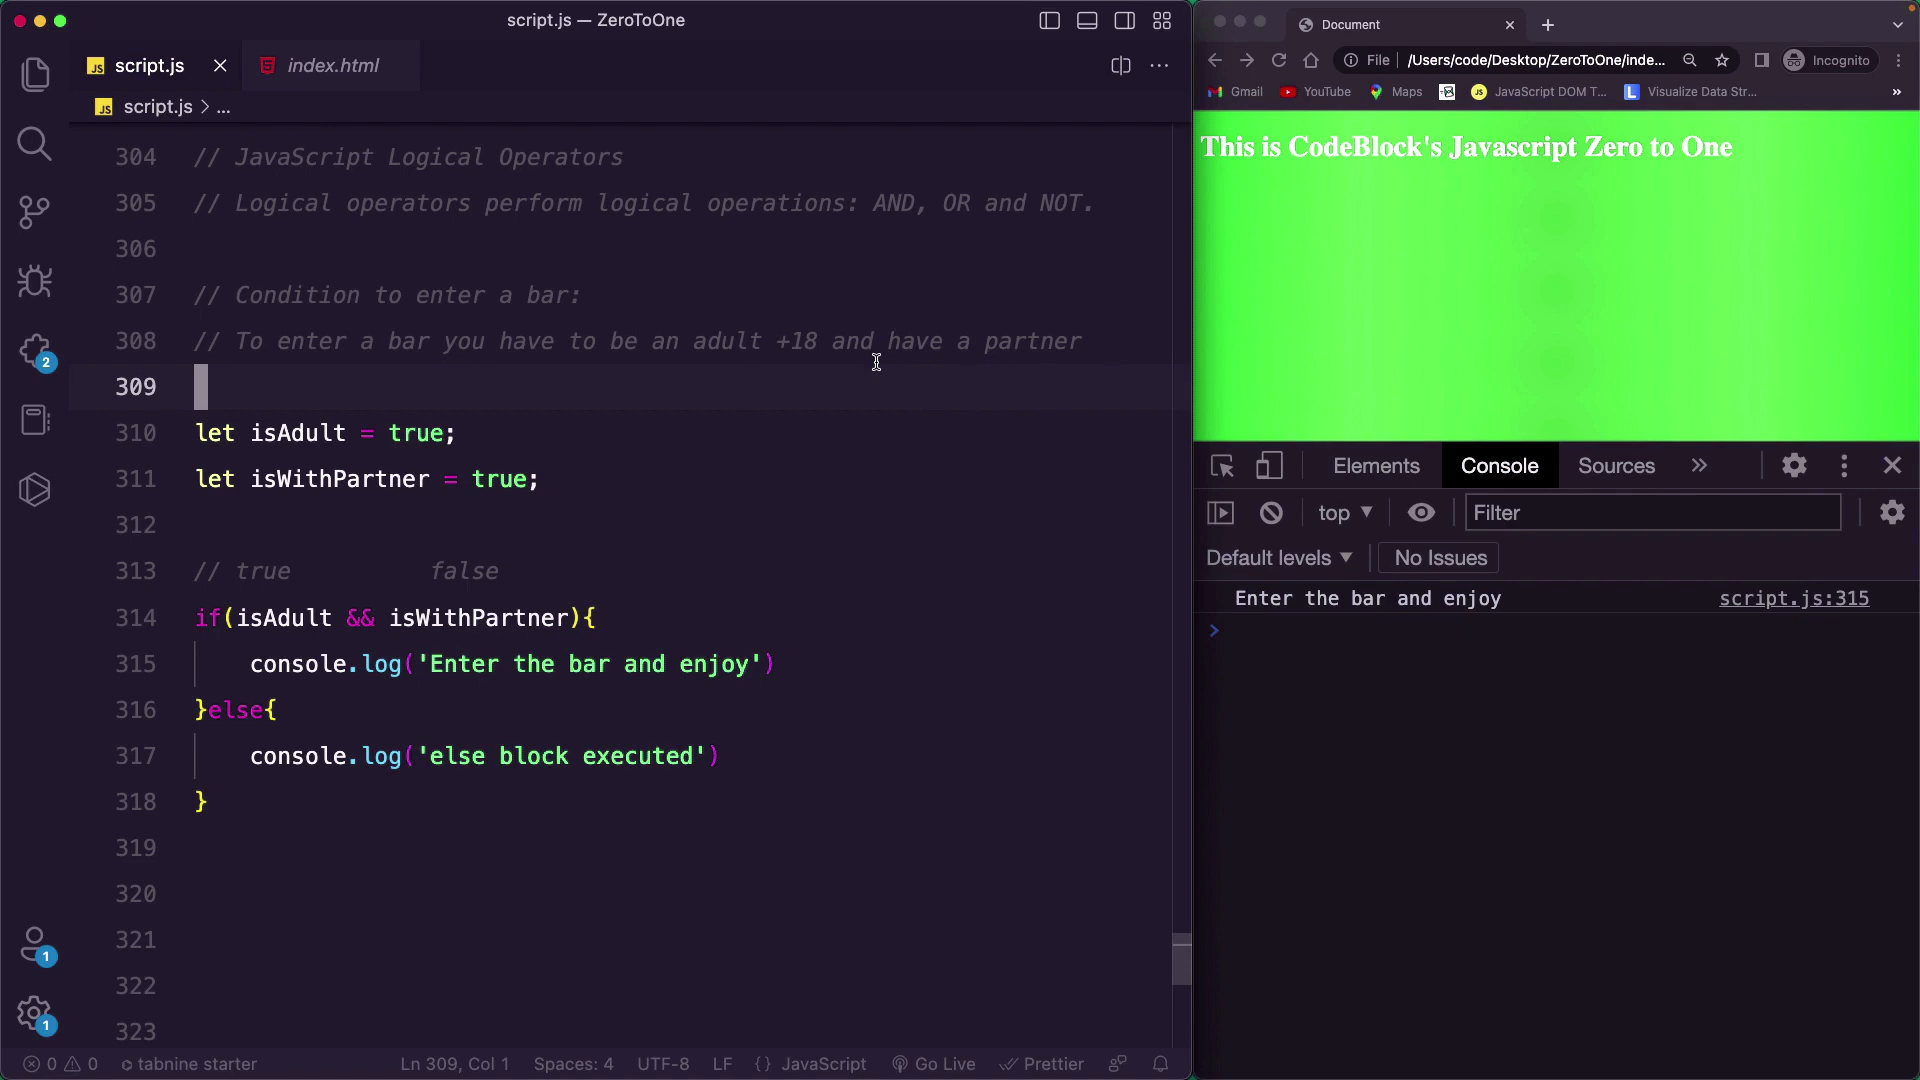 script.js — ZeroToOne
script.js
index.html
script.js > ...
304 // JavaScript Logical Operators
305 // Logical operators perform logical operations: AND, OR and NOT.
306
307 // Condition to enter a bar:
308 // To enter a bar you have to be an adult +18 and have a partner
309
310 let isAdult = true;
311 let isWithPartner = true;
312
313 // true          false
314 if(isAdult && isWithPartner){
315     console.log('Enter the bar and enjoy')
316 }else{
317     console.log('else block executed')
318 }
319
320
321
322
323
2
1
1
0 0 tabnine starter Ln 309, Col 1 Spaces: 4 UTF-8 LF {} JavaScript Go Live Prettier
Document
File /Users/code/Desktop/ZeroToOne/inde... Incognito
Gmail YouTube Maps JavaScript DOM T... Visualize Data Str... »
This is CodeBlock's Javascript Zero to One
Elements Console Sources »
top Filter
Default levels No Issues
Enter the bar and enjoy script.js:315
>